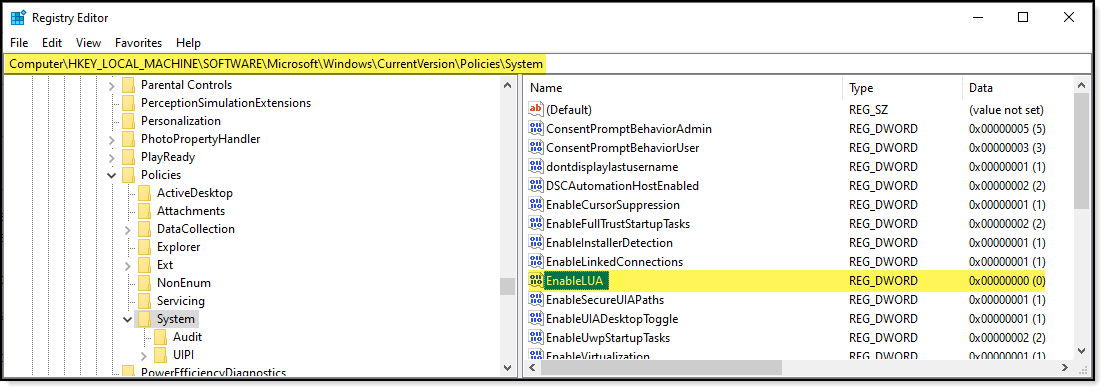 Registry Editor
File Edit View Favorites Help
Computer\HKEY_LOCAL_MACHINE\SOFTWARE\Microsoft\Windows\CurrentVersion\Policies\System
Parental Controls
PerceptionSimulationExtensions
Personalization
PhotoPropertyHandler
PlayReady
Policies
ActiveDesktop
Attachments
DataCollection
Explorer
Ext
NonEnum
Servicing
System
Audit
UIPI
PowerEfficiencyDiagnostics
Name Type Data
ab (Default) REG_SZ (value not set)
ConsentPromptBehaviorAdmin REG_DWORD 0x00000005 (5)
ConsentPromptBehaviorUser REG_DWORD 0x00000003 (3)
dontdisplaylastusername REG_DWORD 0x00000001 (1)
DSCAutomationHostEnabled REG_DWORD 0x00000002 (2)
EnableCursorSuppression REG_DWORD 0x00000001 (1)
EnableFullTrustStartupTasks REG_DWORD 0x00000002 (2)
EnableInstallerDetection REG_DWORD 0x00000001 (1)
EnableLinkedConnections REG_DWORD 0x00000001 (1)
EnableLUA REG_DWORD 0x00000000 (0)
EnableSecureUIAPaths REG_DWORD 0x00000001 (1)
EnableUIADesktopToggle REG_DWORD 0x00000001 (1)
EnableUwpStartupTasks REG_DWORD 0x00000002 (2)
EnableVirtualization REG_DWORD 0x00000001 (1)